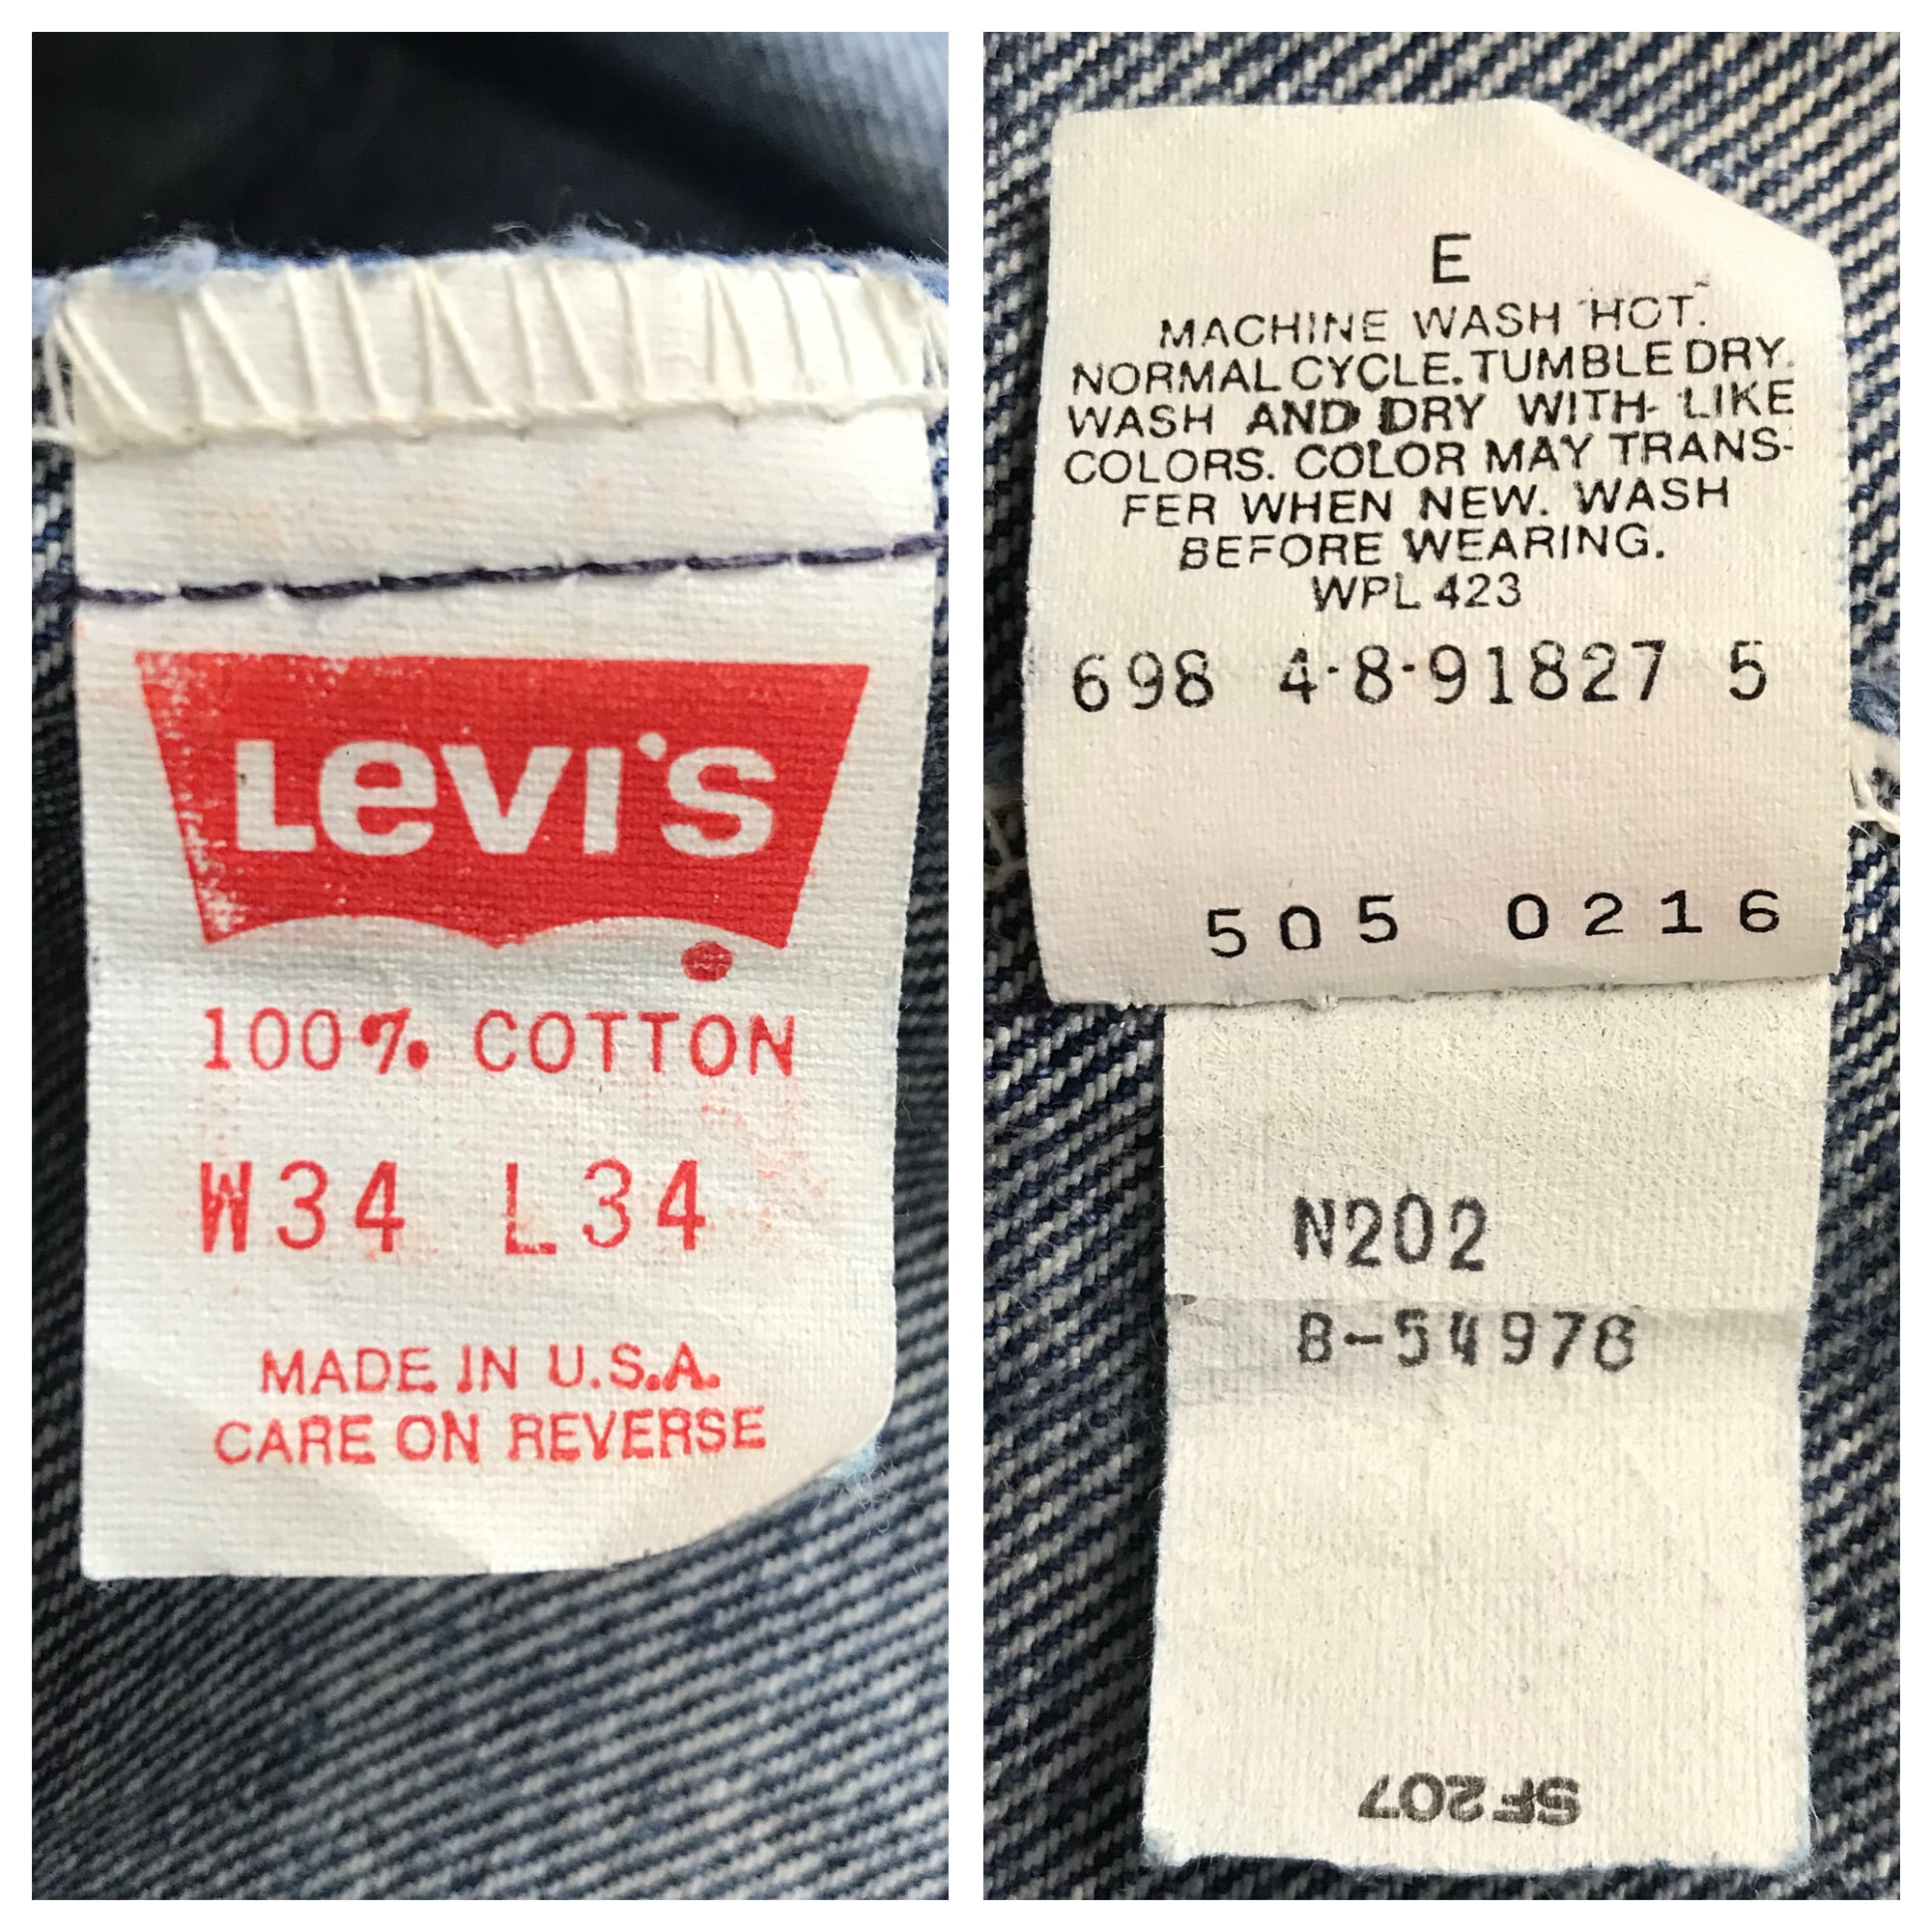 LEVI'S
100% COTTON
W34 L34
MADE IN U.S.A.
CARE ON REVERSE
E
MACHINE WASH HOT.
NORMAL CYCLE. TUMBLE DRY.
WASH AND DRY WITH LIKE
COLORS. COLOR MAY TRANS-
FER WHEN NEW. WASH
BEFORE WEARING.
WPL 423
698 4-8-91827 5
505 0216
N202
8-54976
SF207